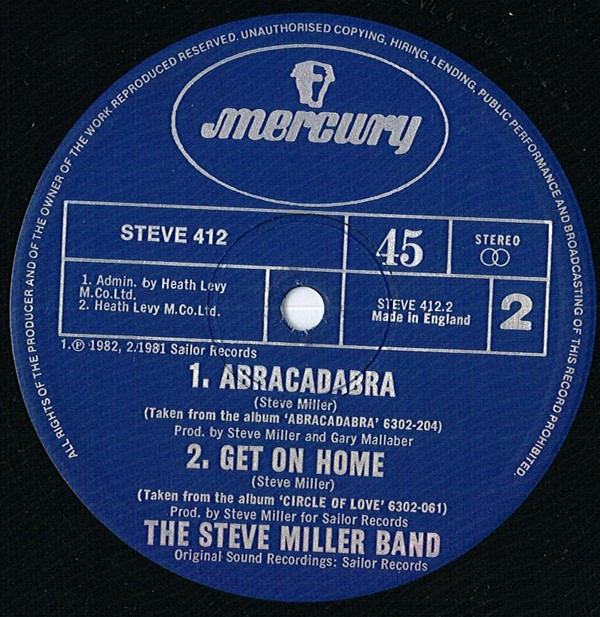 ALL RIGHTS OF THE PRODUCER AND OF THE OWNER OF THE WORK REPRODUCED RESERVED. UNAUTHORISED COPYING, HIRING, LENDING, PUBLIC PERFORMANCE AND BROADCASTING OF THIS RECORD PROHIBITED.
mercury
STEVE 412
45
STEREO
1. Admin. by Heath Levy
M.Co.Ltd.
2. Heath Levy M.Co.Ltd.
STEVE 412.2
Made in England
2
1.℗ 1982, 2.1981 Sailor Records
1. ABRACADABRA
(Steve Miller)
(Taken from the album ‘ABRACADABRA’ 6302-204)
Prod. by Steve Miller and Gary Mallaber
2. GET ON HOME
(Steve Miller)
(Taken from the album ‘CIRCLE OF LOVE’ 6302-061)
Prod. by Steve Miller for Sailor Records
THE STEVE MILLER BAND
Original Sound Recordings: Sailor Records